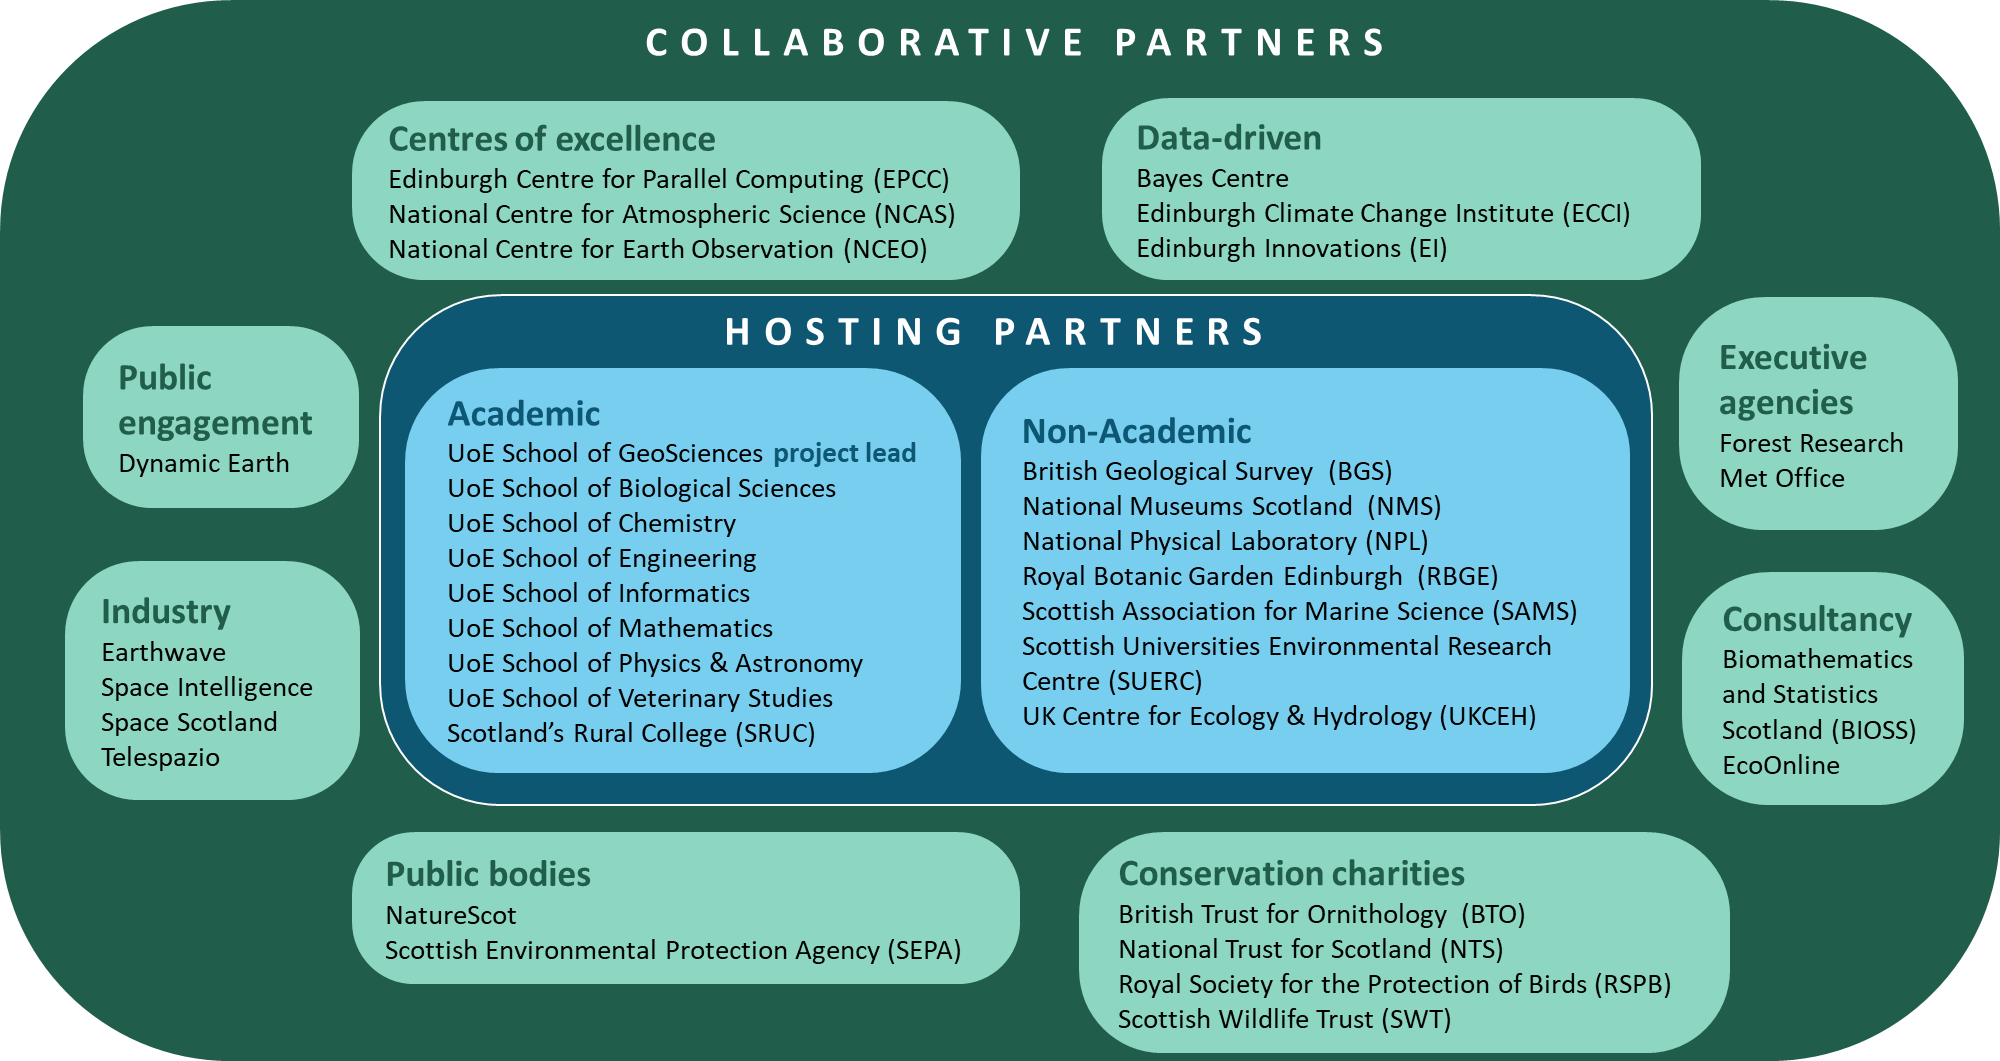 COLLABORATIVE PARTNERS
Centres of excellence
Edinburgh Centre for Parallel Computing (EPCC)
National Centre for Atmospheric Science (NCAS)
National Centre for Earth Observation (NCEO)
Data-driven
Bayes Centre
Edinburgh Climate Change Institute (ECCI)
Edinburgh Innovations (EI)
Public
engagement
Dynamic Earth
HOSTING PARTNERS
Academic
UoE School of GeoSciences project lead
UoE School of Biological Sciences
UoE School of Chemistry
UoE School of Engineering
UoE School of Informatics
UoE School of Mathematics
UoE School of Physics & Astronomy
UoE School of Veterinary Studies
Scotland’s Rural College (SRUC)
Non-Academic
British Geological Survey (BGS)
National Museums Scotland (NMS)
National Physical Laboratory (NPL)
Royal Botanic Garden Edinburgh (RBGE)
Scottish Association for Marine Science (SAMS)
Scottish Universities Environmental Research
Centre (SUERC)
UK Centre for Ecology & Hydrology (UKCEH)
Executive
agencies
Forest Research
Met Office
Industry
Earthwave
Space Intelligence
Space Scotland
Telespazio
Consultancy
Biomathematics
and Statistics
Scotland (BIOSS)
EcoOnline
Public bodies
NatureScot
Scottish Environmental Protection Agency (SEPA)
Conservation charities
British Trust for Ornithology (BTO)
National Trust for Scotland (NTS)
Royal Society for the Protection of Birds (RSPB)
Scottish Wildlife Trust (SWT)